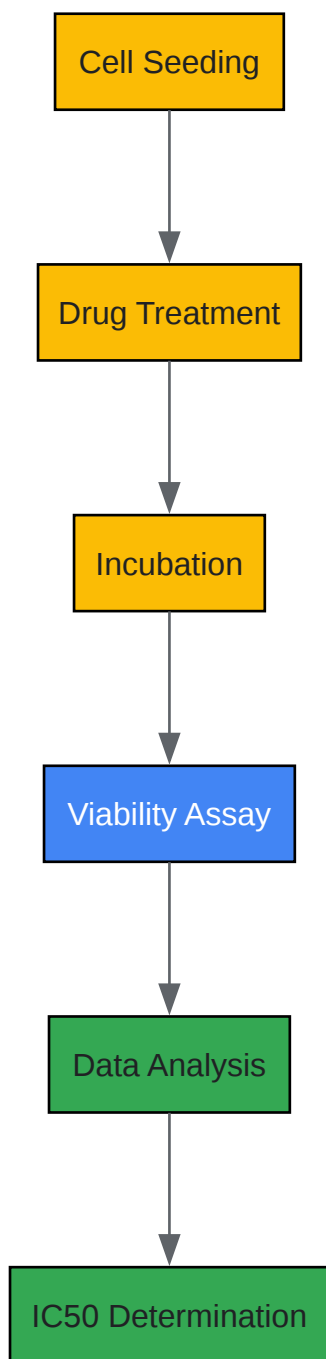 Cell Seeding
Drug Treatment
Incubation
Viability Assay
Data Analysis
IC50 Determination